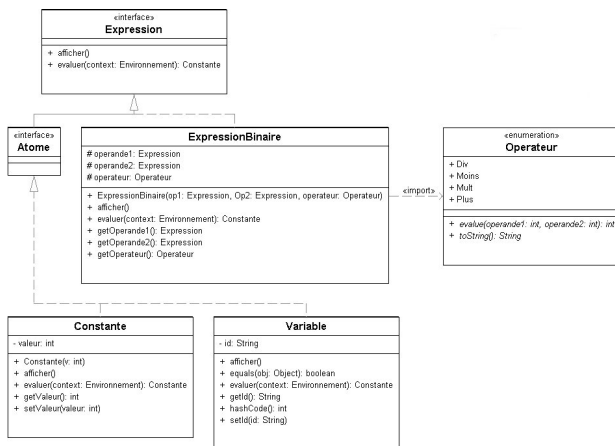 «interface»
Expression
+ afficher()
+ evaluer(context: Environnement): Constante
«interface»
Atome
ExpressionBinaire
# operande1: Expression
# operande2: Expression
# operateur: Operateur
+ ExpressionBinaire(op1: Expression, Op2: Expression, operateur: Operateur)
+ afficher()
+ evaluer(context: Environnement): Constante
+ getOperande1(): Expression
+ getOperande2(): Expression
+ getOperateur(): Operateur
«import»
«enumeration»
Operateur
+ Div
+ Moins
+ Mult
+ Plus
+ evalue(operande1: int, operande2: int): int
+ toString(): String
Constante
- valeur: int
+ Constante(v: int)
+ afficher()
+ evaluer(context: Environnement): Constante
+ getValeur(): int
+ setValeur(valeur: int)
Variable
- id: String
+ afficher()
+ equals(obj: Object): boolean
+ evaluer(context: Environnement): Constante
+ getId(): String
+ hashCode(): int
+ setId(id: String)